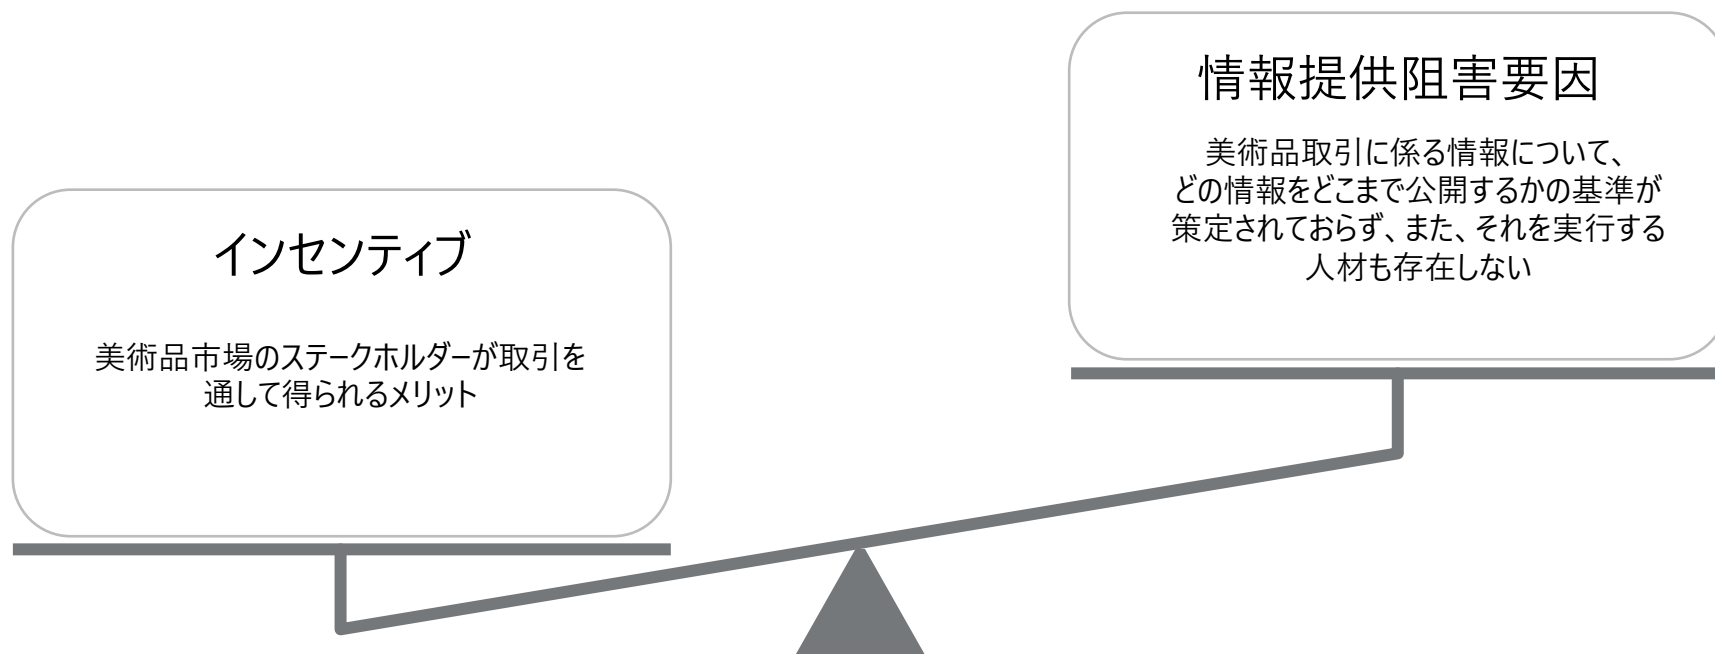 インセンティブ
美術品市場のステークホルダーが取引を
通して得られるメリット
情報提供阻害要因
美術品取引に係る情報について、
どの情報をどこまで公開するかの基準が
策定されておらず、また、それを実行する
人材も存在しない